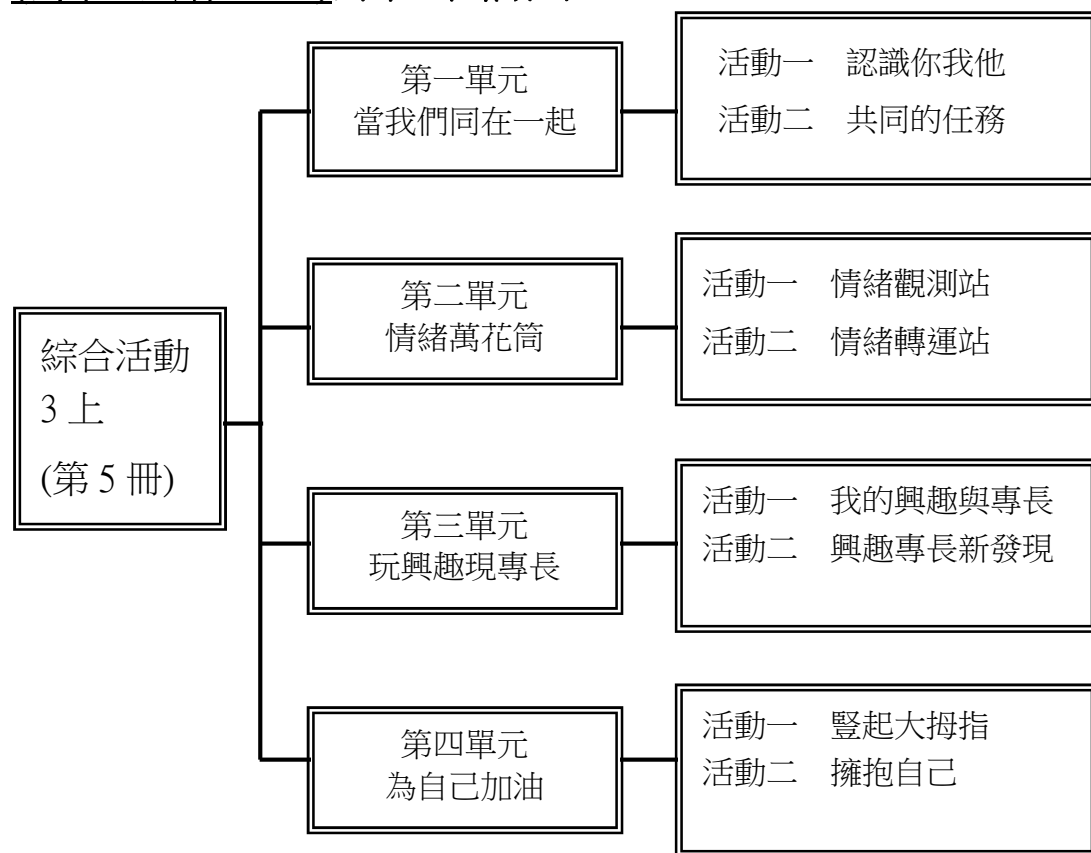 第一單元
當我們同在一起
活動一　認識你我他
活動二　共同的任務
第二單元
情緒萬花筒
活動一　情緒觀測站
活動二　情緒轉運站
綜合活動
3 上
(第 5 冊)
第三單元
玩興趣現專長
活動一　我的興趣與專長
活動二　興趣專長新發現
第四單元
為自己加油
活動一　豎起大拇指
活動二　擁抱自己